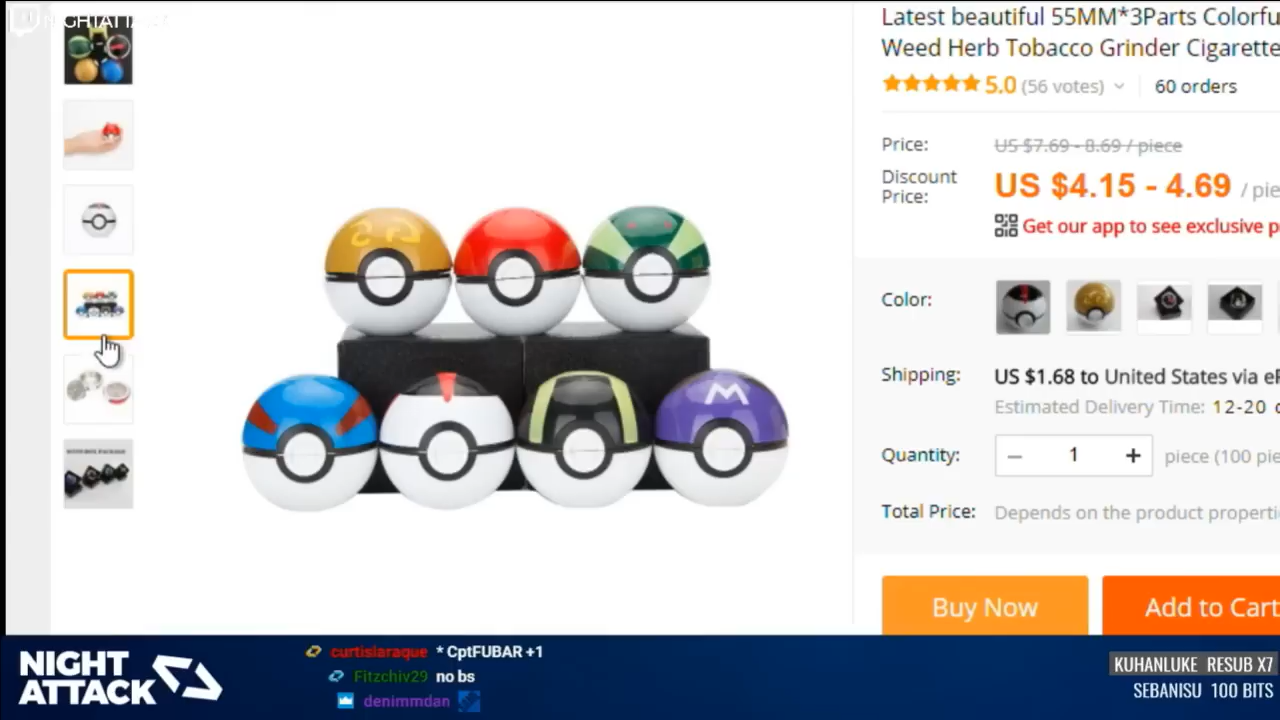 NIGHTATTACK
Latest beautiful 55MM*3Parts Colorfu
Weed Herb Tobacco Grinder Cigarette
5.0 (56 votes)
60 orders
Price:
US $7.69 - 8.69 / piece
Discount
Price:
US $4.15 - 4.69 / pie
Get our app to see exclusive p
Color:
Shipping:
US $1.68 to United States via eP
Estimated Delivery Time: 12-20 d
Quantity:
1
piece (100 pie
Total Price:
Depends on the product properti
Buy Now
Add to Cart
M
NIGHT
ATTACK
curtislaraque * CptFUBAR +1
Fitzchiv29 no bs
denimmdan
KUHANLUKE RESUB X7
SEBANISU 100 BITS